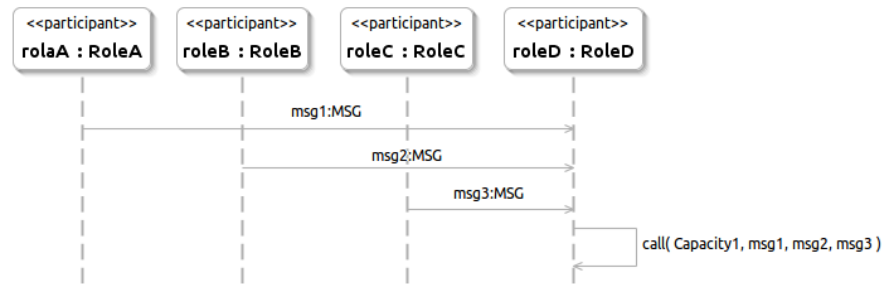 <<participant>> <<participant>> <<participant>> <<participant>>
rolaA : RoleA roleB : RoleB roleC : RoleC roleD : RoleD
msg1:MSG
msg2:MSG
msg3:MSG
call( Capacity1, msg1, msg2, msg3 )